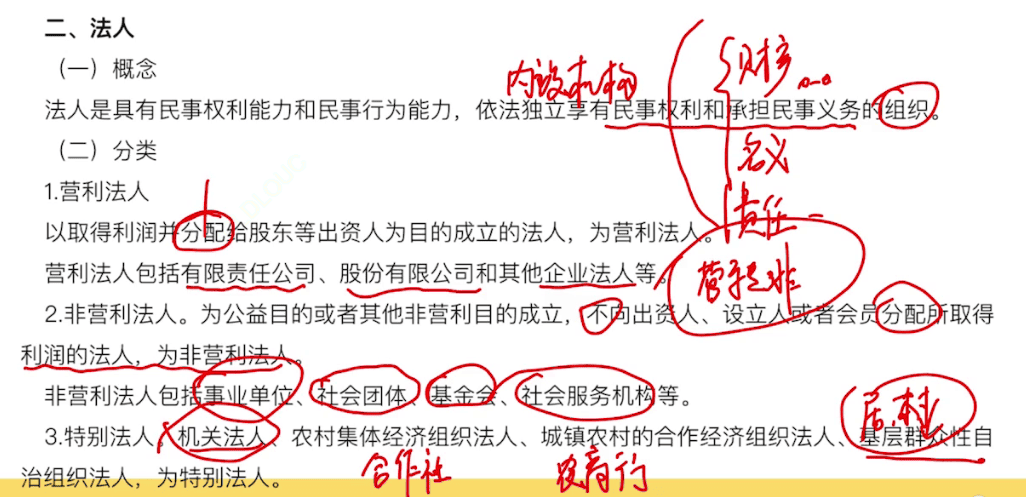 二、法人
（一）概念
内设机构
财产
法人是具有民事权利能力和民事行为能力，依法独立享有民事权利和承担民事义务的组织。
（二）分类
名义
1.营利法人
责任
以取得利润并分配给股东等出资人为目的成立的法人，为营利法人。
营利法人包括有限责任公司、股份有限公司和其他企业法人等。
2.非营利法人。为公益目的或者其他非营利目的成立，不向出资人、设立人或者会员分配所取得
利润的法人，为非营利法人。
非营利法人包括事业单位、社会团体、基金会、社会服务机构等。
居.村
3.特别法人。机关法人、农村集体经济组织法人、城镇农村的合作经济组织法人、基层群众性自
治组织法人，为特别法人。
合作社
农商行